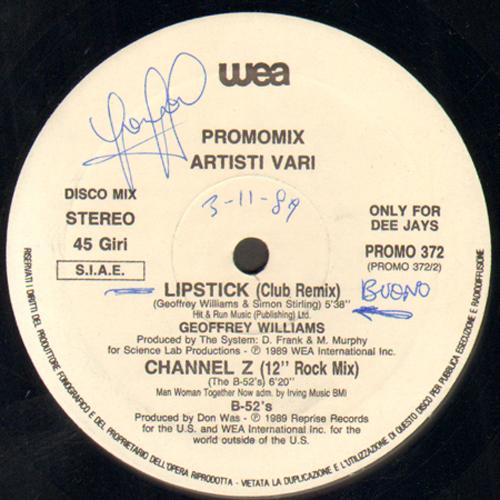 wea
PROMOMIX
ARTISTI VARI
DISCO MIX
STEREO
45 Giri
S.I.A.E.
3-11-89
ONLY FOR
DEE JAYS
PROMO 372
(PROMO 372/2)
BUONO
LIPSTICK (Club Remix)
(Geoffrey Williams & Simon Stirling) 5'38"
Hit & Run Music (Publishing) Ltd.
GEOFFREY WILLIAMS
Produced by The System: D. Frank & M. Murphy
for Science Lab Productions - ℗ 1989 WEA International Inc.
CHANNEL Z (12" Rock Mix)
(The B-52's) 6'20"
Man Woman Together Now adm. by Irving Music BMI
B-52's
Produced by Don Was - ℗ 1989 Reprise Records
for the U.S. and WEA International Inc. for the
world outside of the U.S.
RISERVATI I DIRITTI DEL PRODUTTORE FONOGRAFICO E DEL PROPRIETARIO DELL'OPERA RIPRODOTTA - VIETATA LA DUPLICAZIONE E L'UTILIZZAZIONE DI QUESTO DISCO PER PUBBLICA ESECUZIONE E RADIODIFFUSIONE